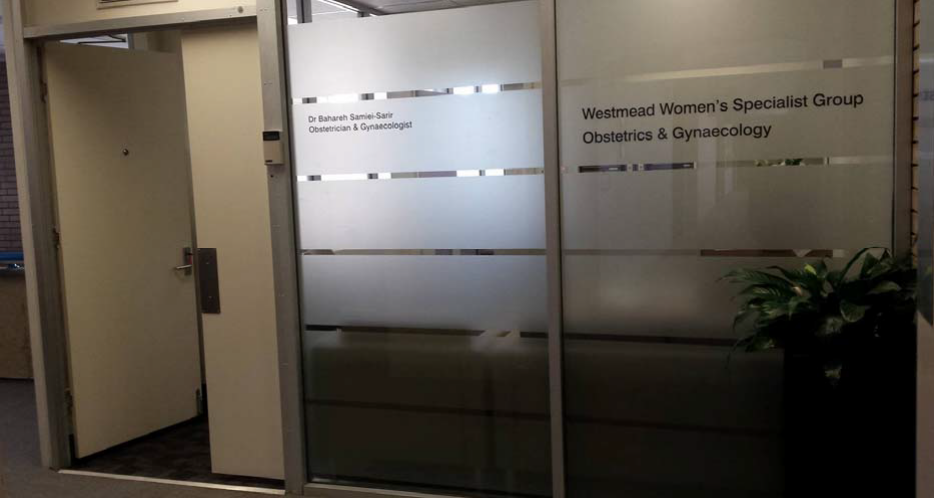 Dr Bahareh Samiei-Sarir
Obstetrician & Gynaecologist
Westmead Women's Specialist Group
Obstetrics & Gynaecology